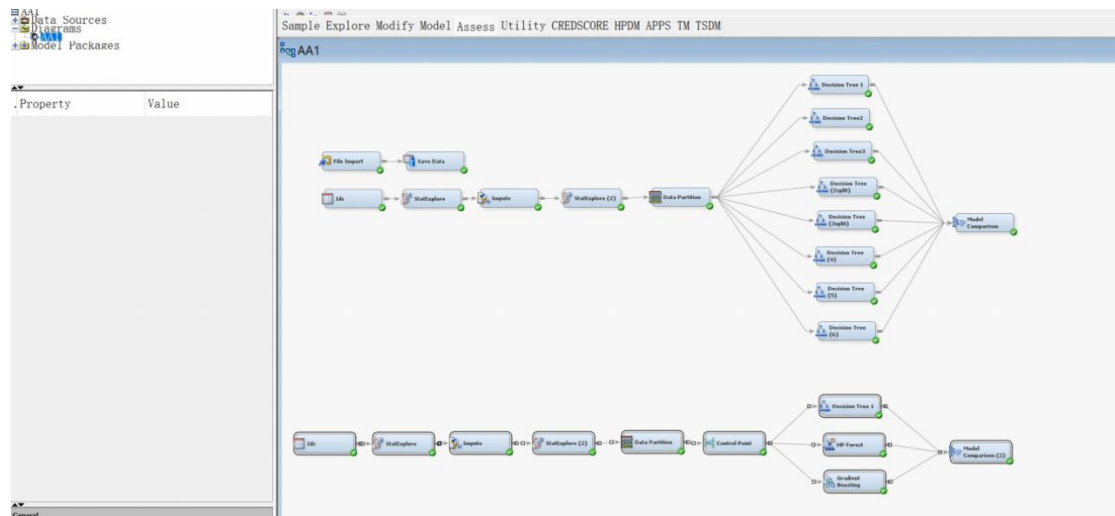 AA1
Data Sources
Diagrams
AA1
Model Packages
.Property Value
General
Sample Explore Modify Model Assess Utility CREDSCORE HPDM APPS TM TSDM
AA1
Decision Tree 1
Decision Tree2
Decision Tree3
Decision Tree
(2split)
Decision Tree
(3split)
Decision Tree
(4)
Decision Tree
(5)
Decision Tree
(6)
File Import
Save Data
Ids
StatExplore
Impute
StatExplore (2)
Data Partition
Model
Comparison
Ids
StatExplore
Impute
StatExplore (2)
Data Partition
Control Point
Decision Tree 1
HP Forest
Gradient
Boosting
Model
Comparison (2)